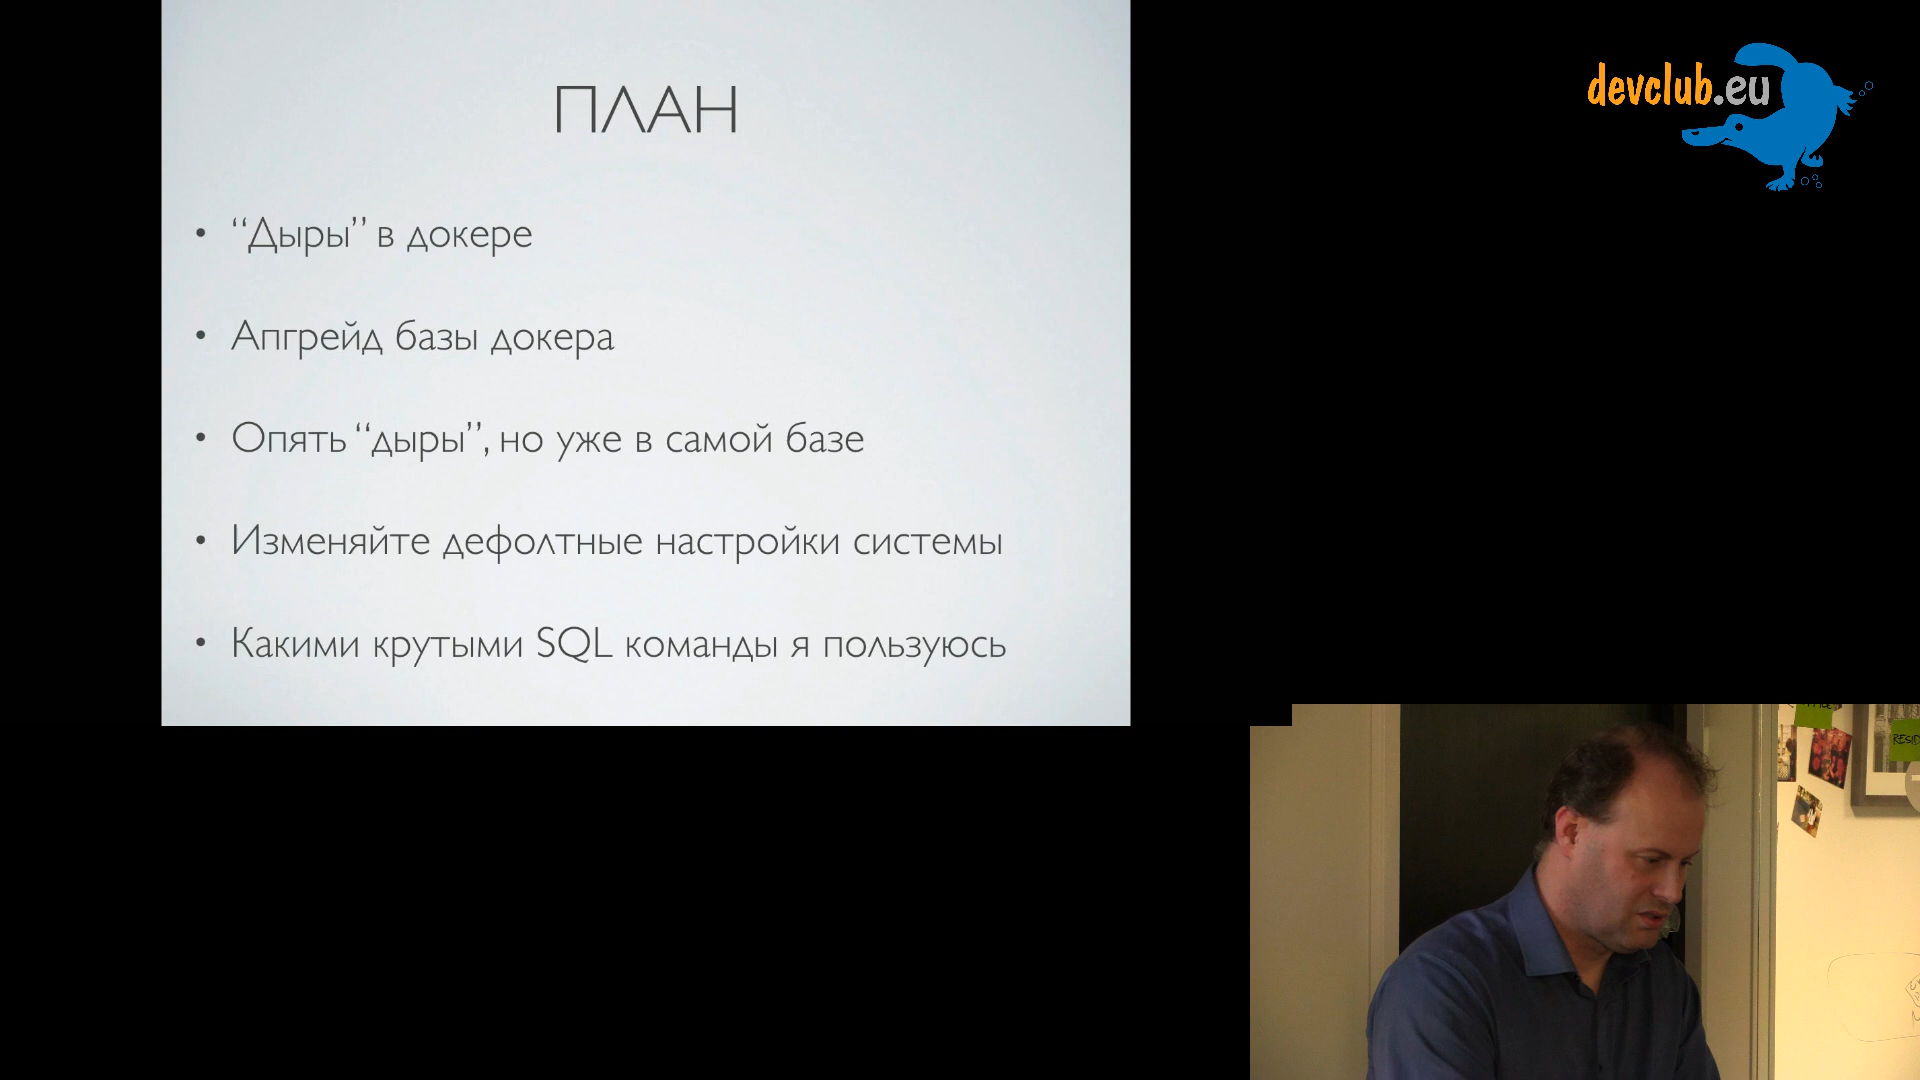 ПЛАН
devclub.eu
• “Дыры” в докере
• Апгрейд базы докера
• Опять “дыры”, но уже в самой базе
• Изменяйте дефолтные настройки системы
• Какими крутыми SQL команды я пользуюсь